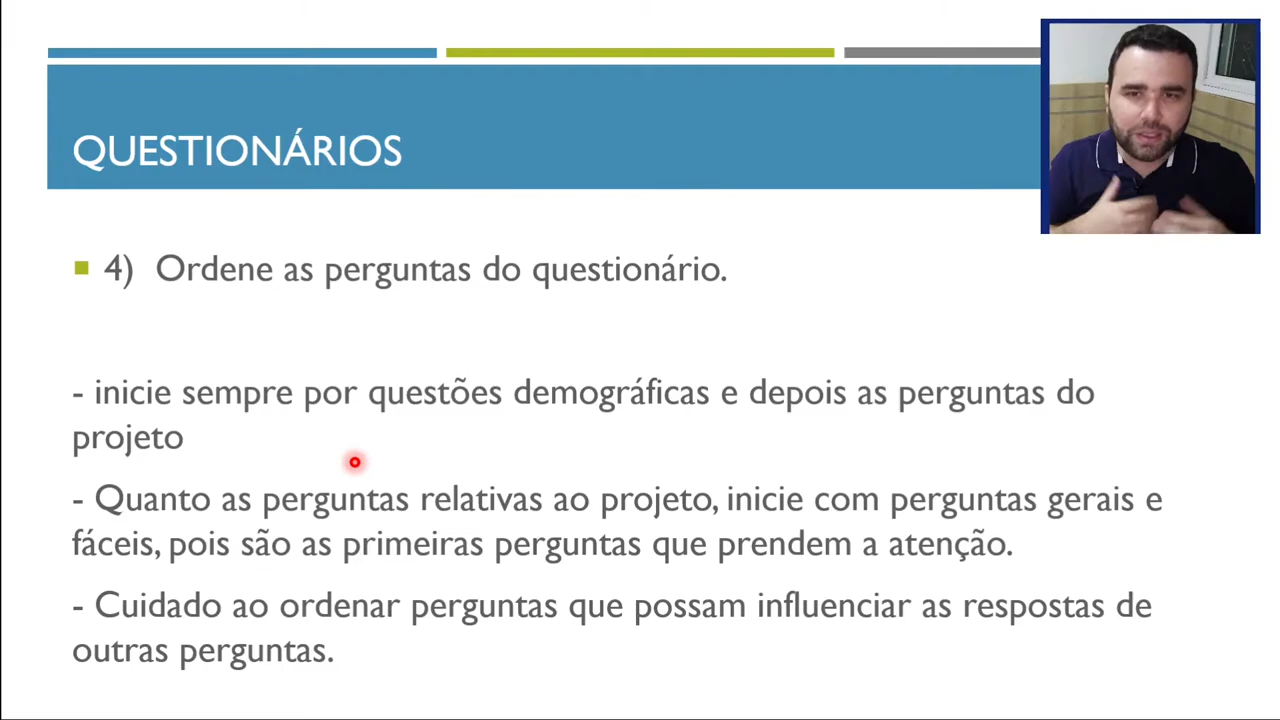 QUESTIONÁRIOS
4) Ordene as perguntas do questionário.
- inicie sempre por questões demográficas e depois as perguntas do
projeto
- Quanto as perguntas relativas ao projeto, inicie com perguntas gerais e
fáceis, pois são as primeiras perguntas que prendem a atenção.
- Cuidado ao ordenar perguntas que possam influenciar as respostas de
outras perguntas.